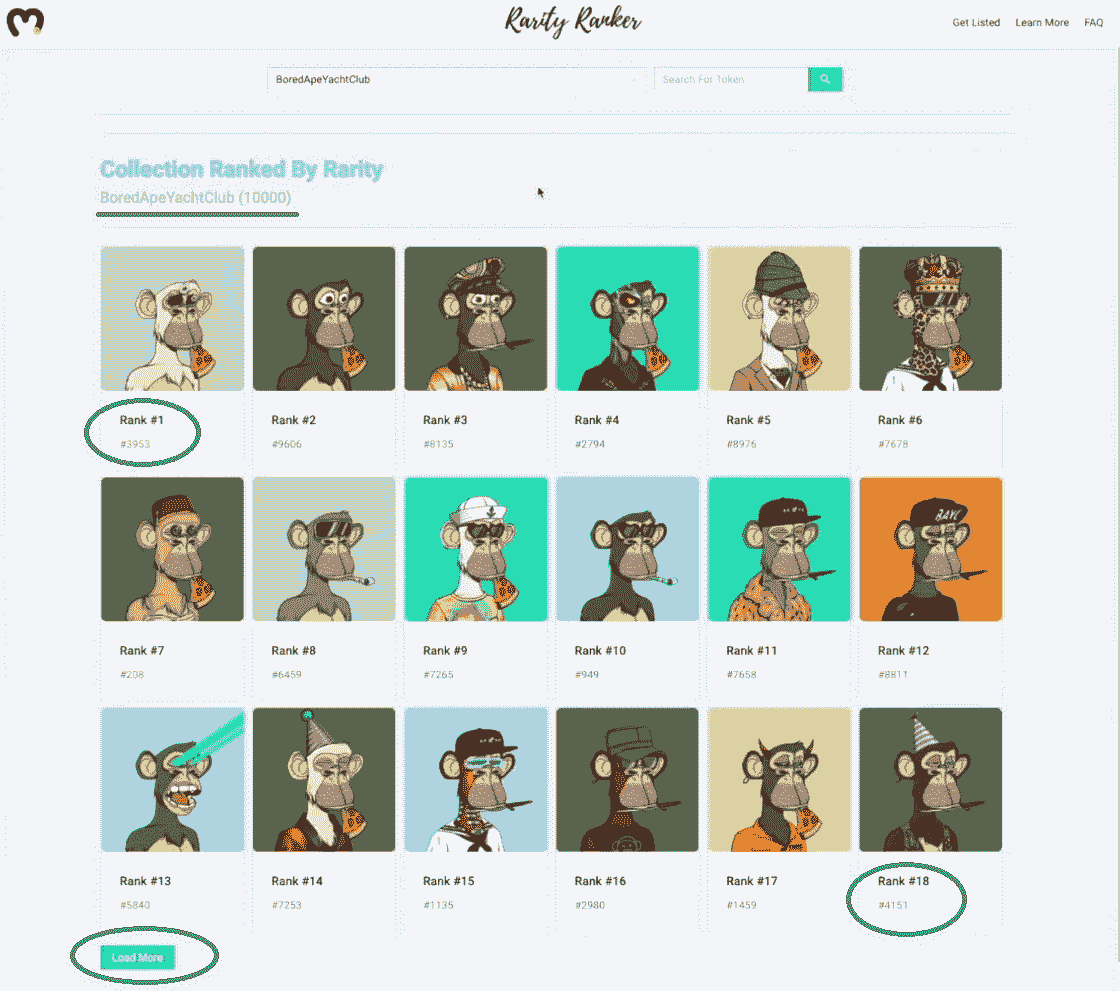 Rarity Ranker
Get Listed Learn More FAQ
BoredApeYachtClub
Search For Token
Collection Ranked By Rarity
BoredApeYachtClub (10000)
Rank #1 Rank #2 Rank #3 Rank #4 Rank #5 Rank #6
#3953 #9606 #8135 #2794 #8976 #7678
BAYC
Rank #7 Rank #8 Rank #9 Rank #10 Rank #11 Rank #12
#208 #6459 #7265 #949 #7658 #8811
Rank #13 Rank #14 Rank #15 Rank #16 Rank #17 Rank #18
#5840 #7253 #1135 #2980 #1459 #4151
Load More